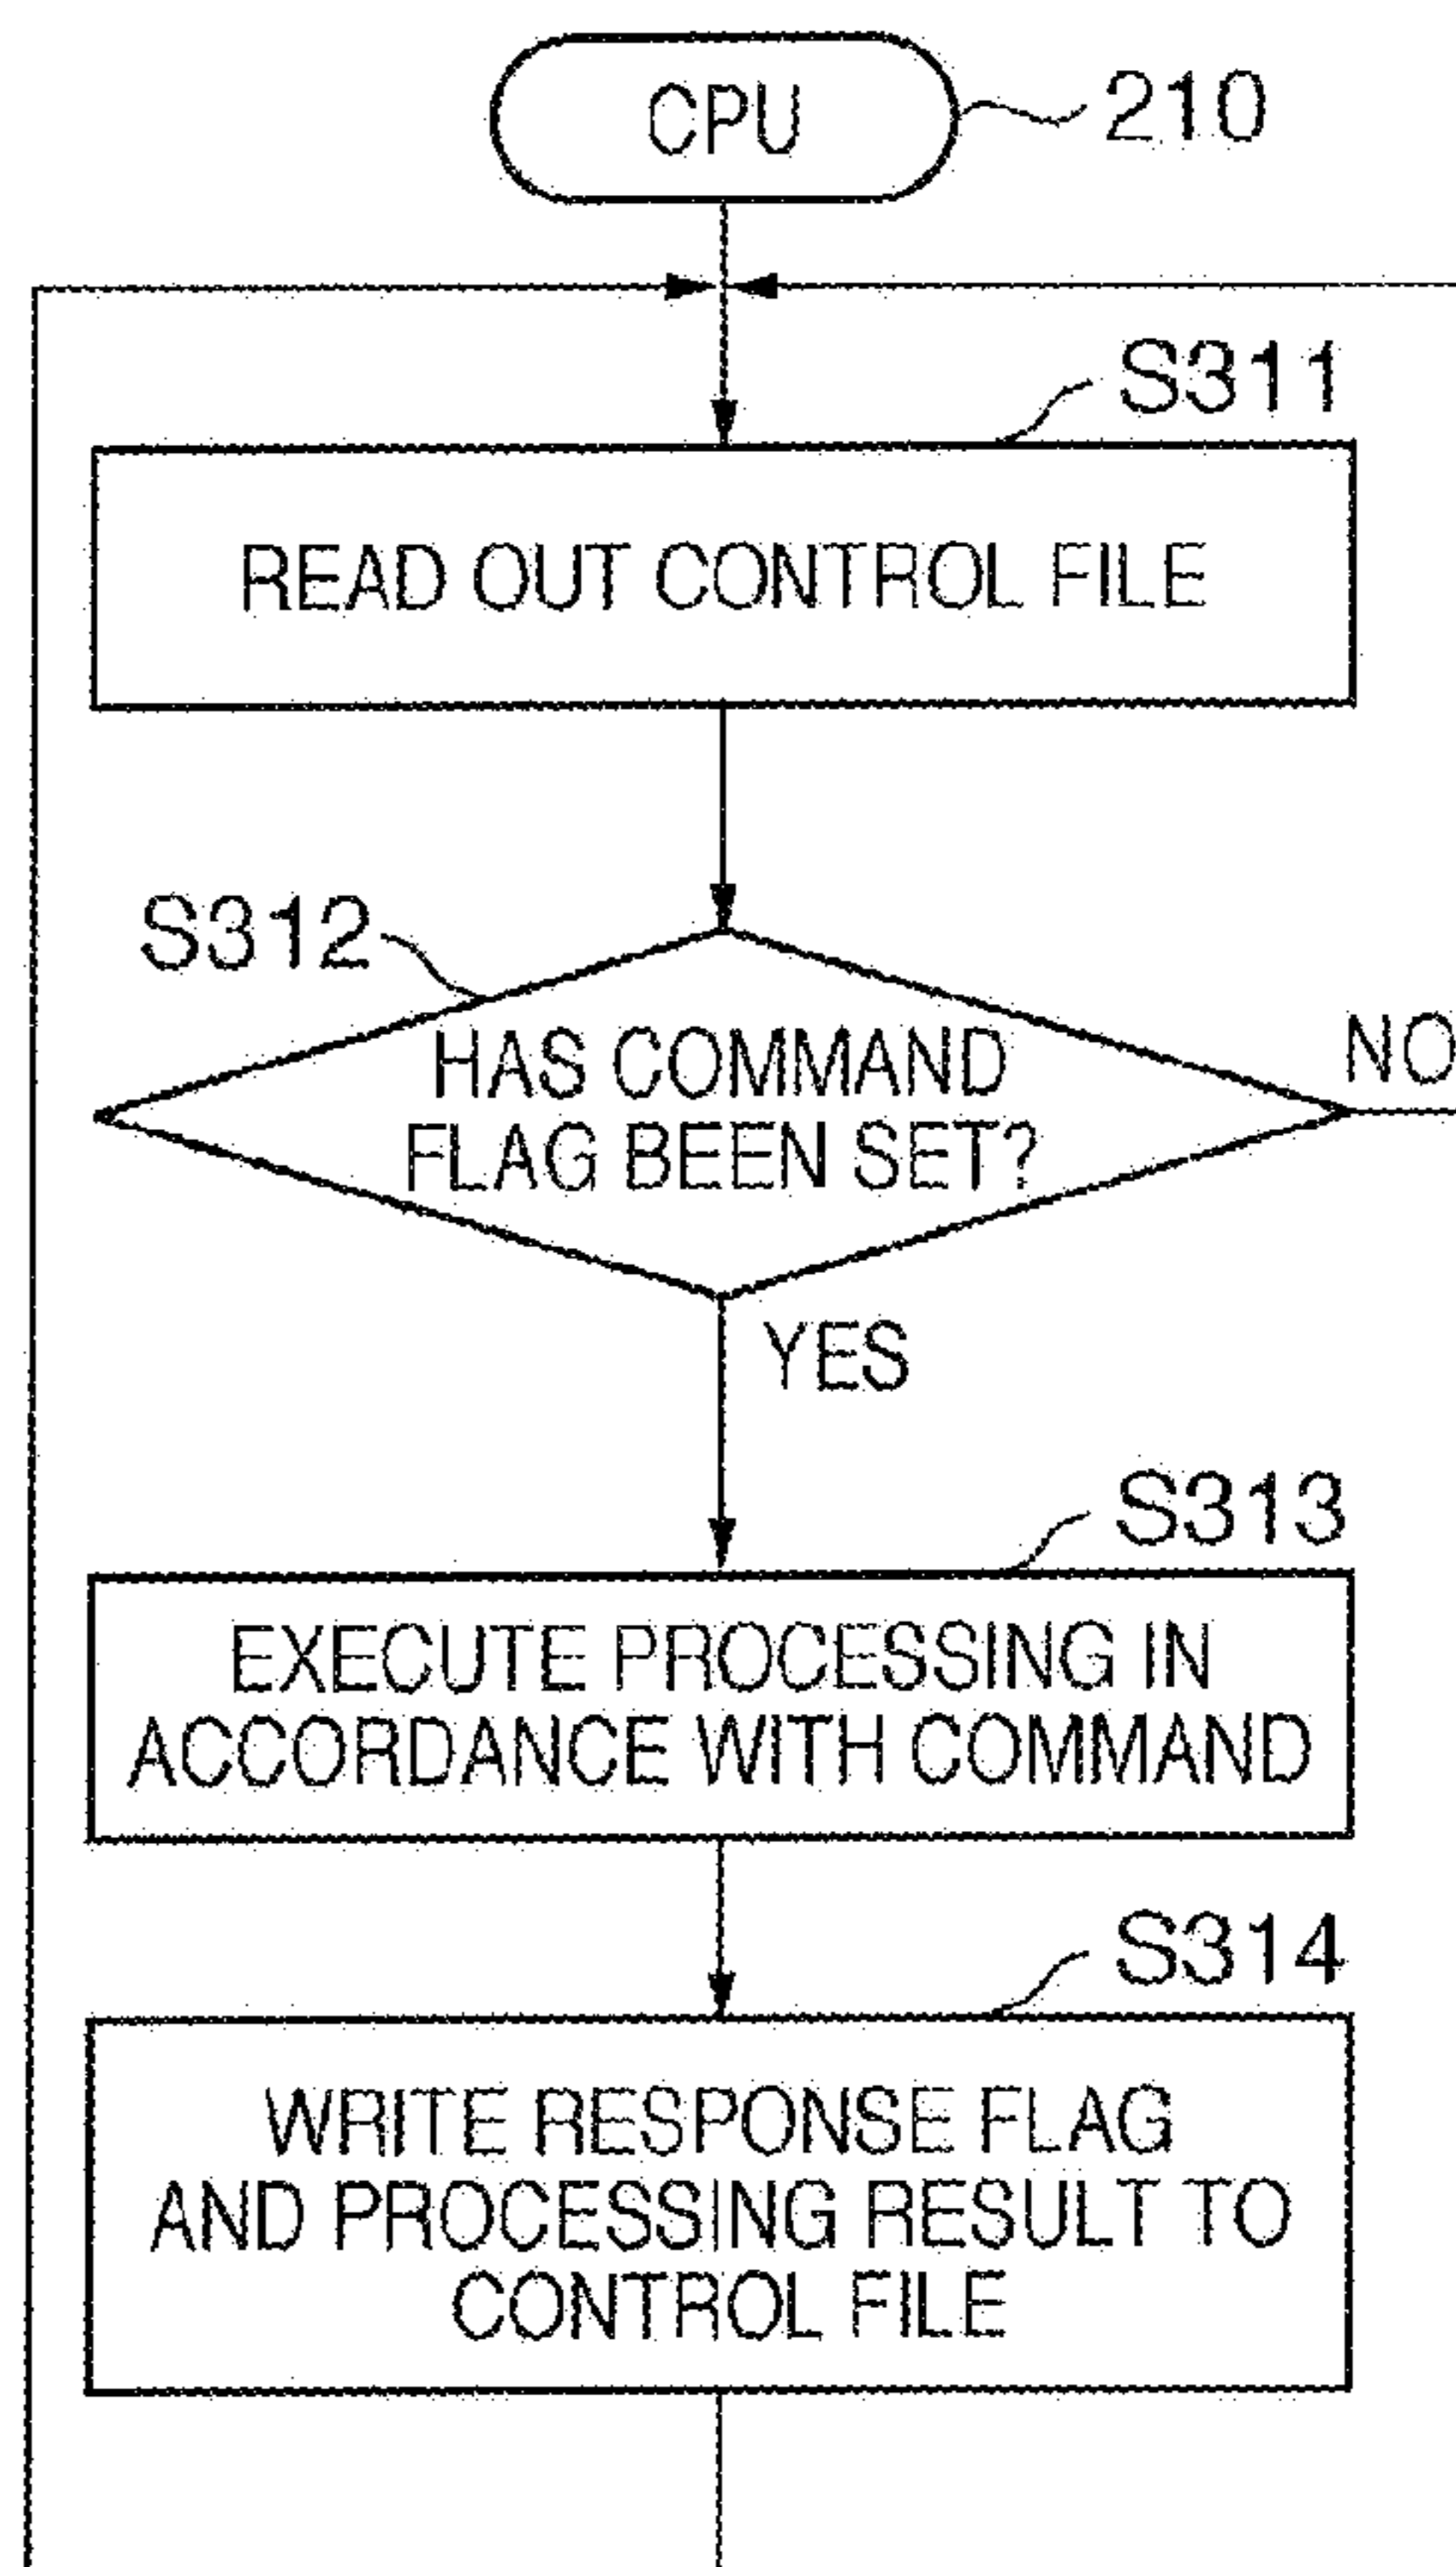 CPU
210
S311
READ OUT CONTROL FILE
S312
HAS COMMAND
FLAG BEEN SET?
NO
YES
S313
EXECUTE PROCESSING IN
ACCORDANCE WITH COMMAND
S314
WRITE RESPONSE FLAG
AND PROCESSING RESULT TO
CONTROL FILE